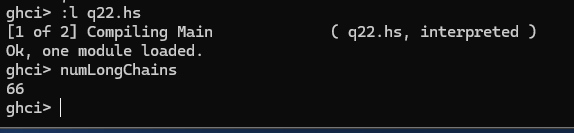 ghci> :l q22.hs
[1 of 2] Compiling Main             ( q22.hs, interpreted )
Ok, one module loaded.
ghci> numLongChains
66
ghci>